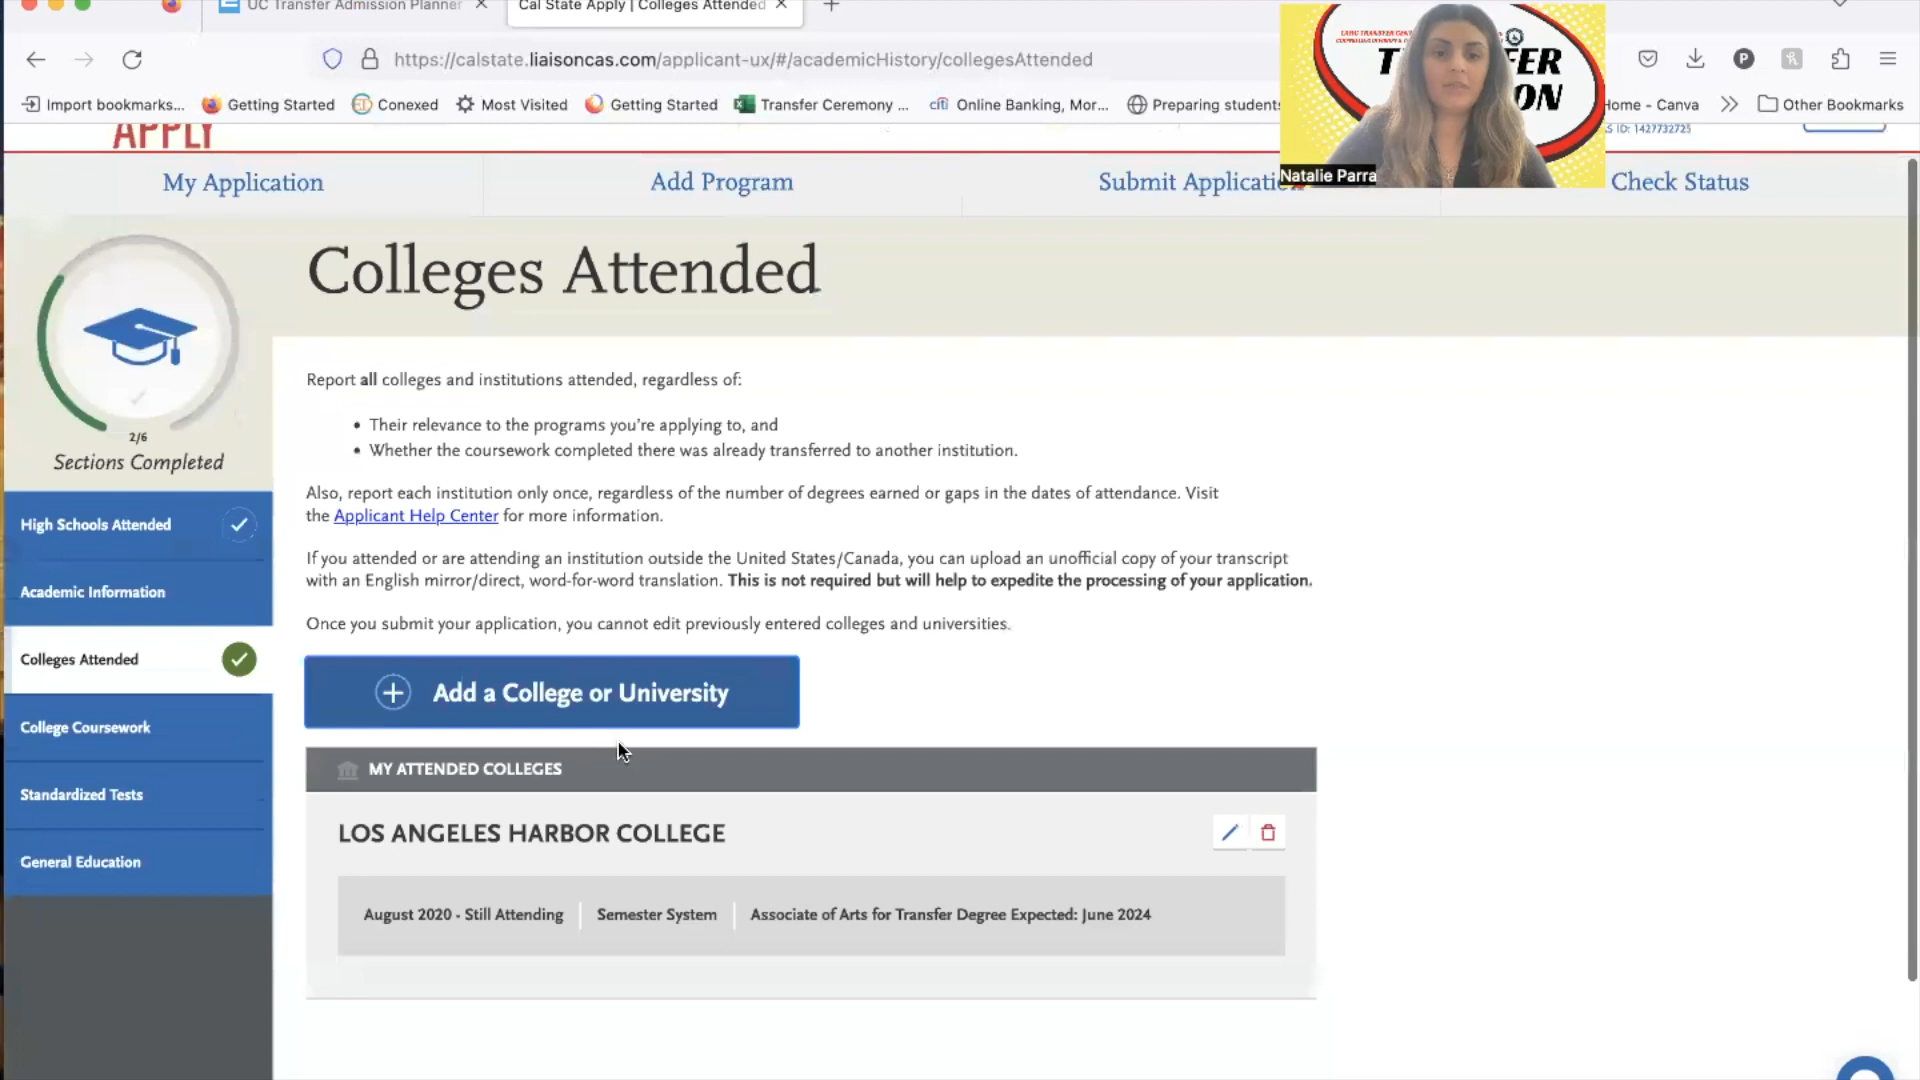 UC Transfer Admission Planner
Cal State Apply | Colleges Attended
https://calstate.liaisoncas.com/applicant-ux/#/academicHistory/collegesAttended
Import bookmarks...
Getting Started
Conexed
Most Visited
Getting Started
Transfer Ceremony ...
citi
Online Banking, Mor...
Preparing students
Home - Canva
Other Bookmarks
P
ER
ON
Natalie Parra
APPLY
ID: 1427732725
My Application
Add Program
Submit Applicatio
Check Status
Colleges Attended
2/6
Sections Completed
High Schools Attended
Academic Information
Colleges Attended
College Coursework
Standardized Tests
General Education
Report all colleges and institutions attended, regardless of:
• Their relevance to the programs you're applying to, and
• Whether the coursework completed there was already transferred to another institution.
Also, report each institution only once, regardless of the number of degrees earned or gaps in the dates of attendance. Visit
the Applicant Help Center for more information.
If you attended or are attending an institution outside the United States/Canada, you can upload an unofficial copy of your transcript
with an English mirror/direct, word-for-word translation. This is not required but will help to expedite the processing of your application.
Once you submit your application, you cannot edit previously entered colleges and universities.
Add a College or University
MY ATTENDED COLLEGES
LOS ANGELES HARBOR COLLEGE
August 2020 - Still Attending
Semester System
Associate of Arts for Transfer Degree Expected: June 2024